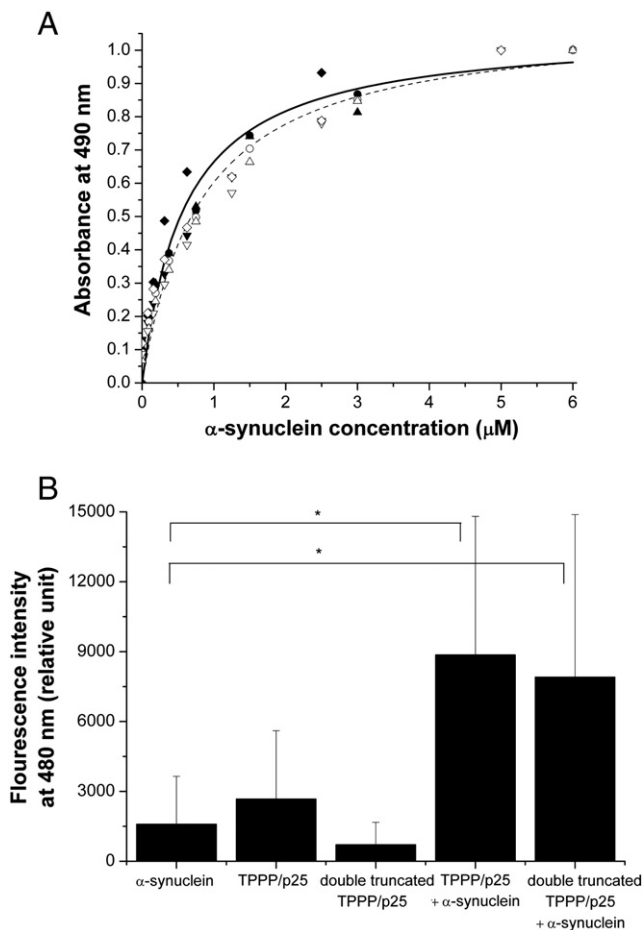 A
Absorbance at 490 nm
1.0
0.9
0.8
0.7
0.6
0.5
0.4
0.3
0.2
0.1
0.0
0 1 2 3 4 5 6
α-synuclein concentration (μM)
B
Flourescence intensity
at 480 nm (relative unit)
15000
12000
9000
6000
3000
0
*
*
α-synuclein
TPPP/p25
double truncated
TPPP/p25
TPPP/p25
+ α-synuclein
double truncated
TPPP/p25
+ α-synuclein